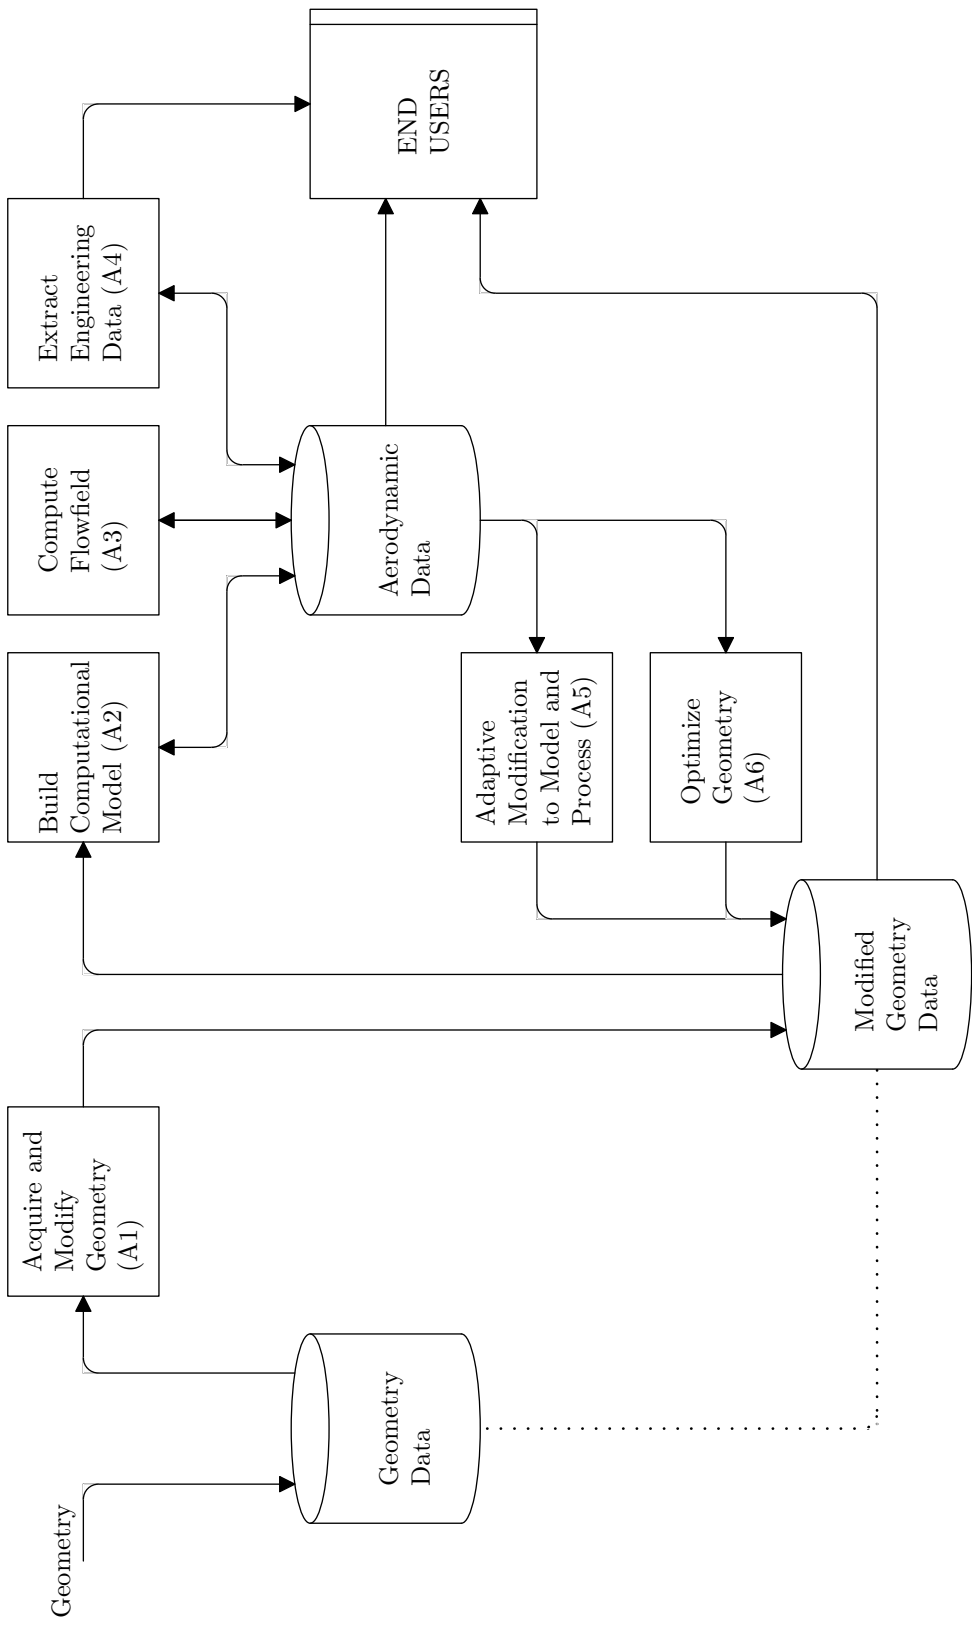 Geometry
Acquire and
Modify
Geometry
(A1)
Build
Computational
Model (A2)
Compute
Flowfield
(A3)
Extract
Engineering
Data (A4)
Geometry
Data
Aerodynamic
Data
END
USERS
Adaptive
Modification
to Model and
Process (A5)
Optimize
Geometry
(A6)
Modified
Geometry
Data